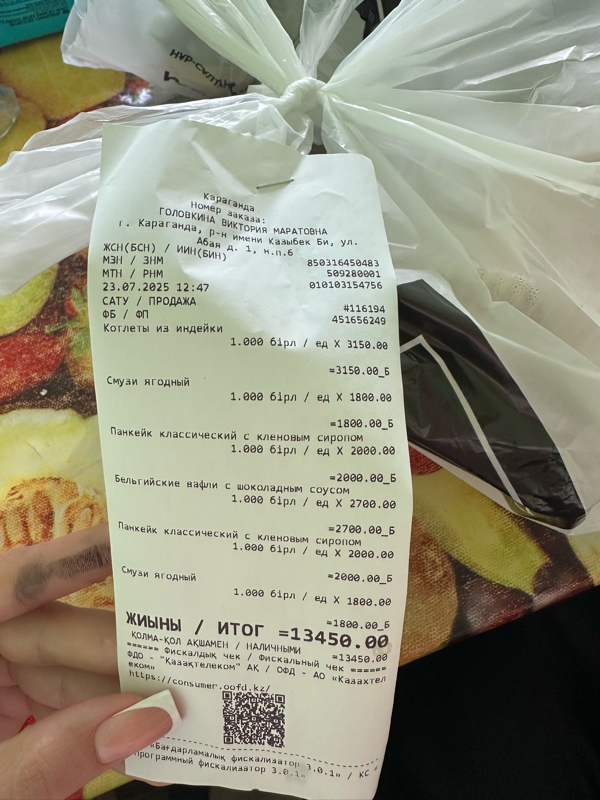 Караганда
Номер заказа:
ГОЛОВКИНА ВИКТОРИЯ МАРАТОВНА
г. Караганда, р-н имени Казыбек Би, ул.
Абая д. 1, н.п.6
ЖСН(БСН) / ИИН(БИН) 850316450483
МЗН / ЗНМ 509280001
МТН / РНМ 010103154756
23.07.2025 12:47
САТУ / ПРОДАЖА #116194
ФБ / ФП 451656249
Котлеты из индейки
1.000 бірл / ед X 3150.00
=3150.00_Б
Смузи ягодный
1.000 бірл / ед X 1800.00
=1800.00_Б
Панкейк классический с кленовым сиропом
1.000 бірл / ед X 2000.00
=2000.00_Б
Бельгийские вафли с шоколадным соусом
1.000 бірл / ед X 2700.00
=2700.00_Б
Панкейк классический с кленовым сиропом
1.000 бірл / ед X 2000.00
=2000.00_Б
Смузи ягодный
1.000 бірл / ед X 1800.00
=1800.00_Б
ЖИЫНЫ / ИТОГ =13450.00
ҚОЛМА-ҚОЛ АҚШАМЕН / НАЛИЧНЫМИ =13450.00
====== Фискалдық чек / Фискальный чек ======
ФДО - "Қазақтелеком" АҚ / ОФД - АО «Казахтел
еком»
https://consumer.oofd.kz/
«Бағдарламалық фискализатор 3.0.1» / КС «
Программный фискализатор 3.0.1»